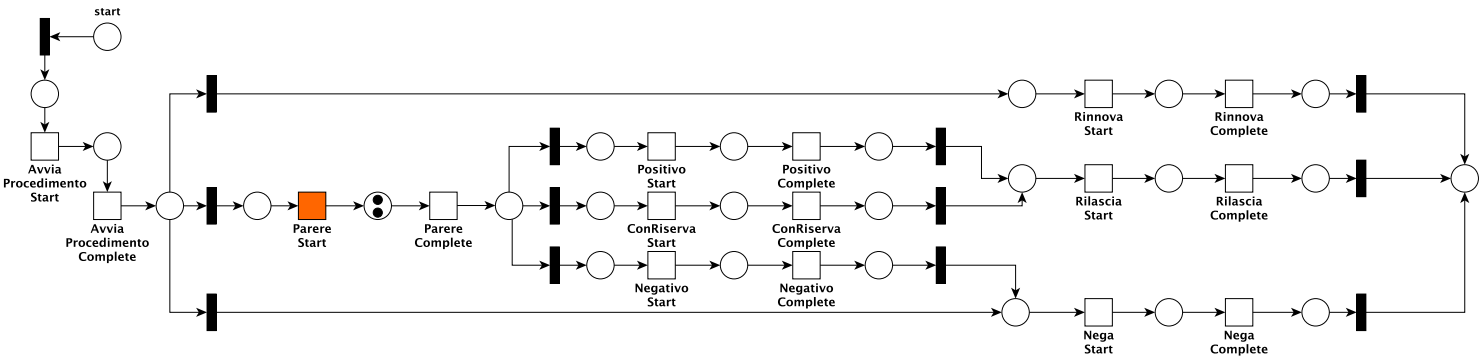 start
Avvia
Procedimento
Start
Avvia
Procedimento
Complete
Parere
Start
Parere
Complete
Positivo
Start
Positivo
Complete
ConRiserva
Start
ConRiserva
Complete
Negativo
Start
Negativo
Complete
Rinnova
Start
Rinnova
Complete
Rilascia
Start
Rilascia
Complete
Nega
Start
Nega
Complete